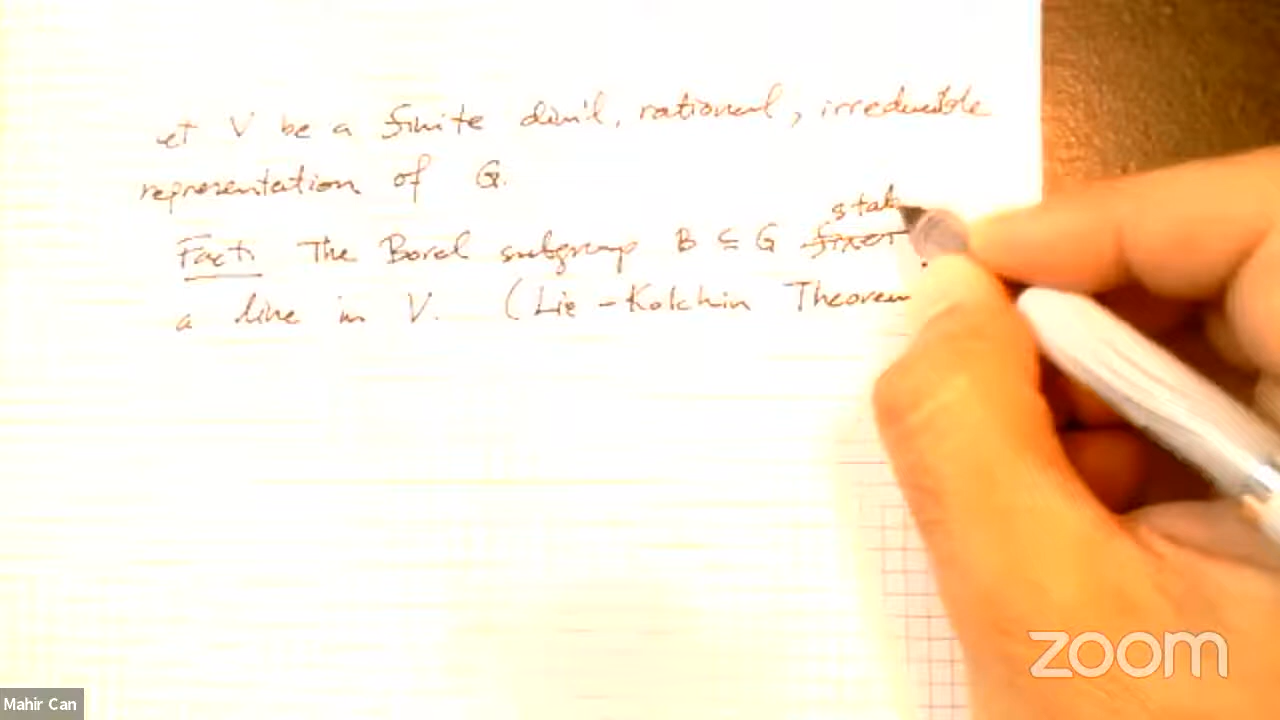 et V be a finite dim'l, rational, irreducible
representation of G.
stab
Fact: The Borel subgroup B ⊆ G fixes
a line in V. (Lie-Kolchin Theorem
zoom
Mahir Can